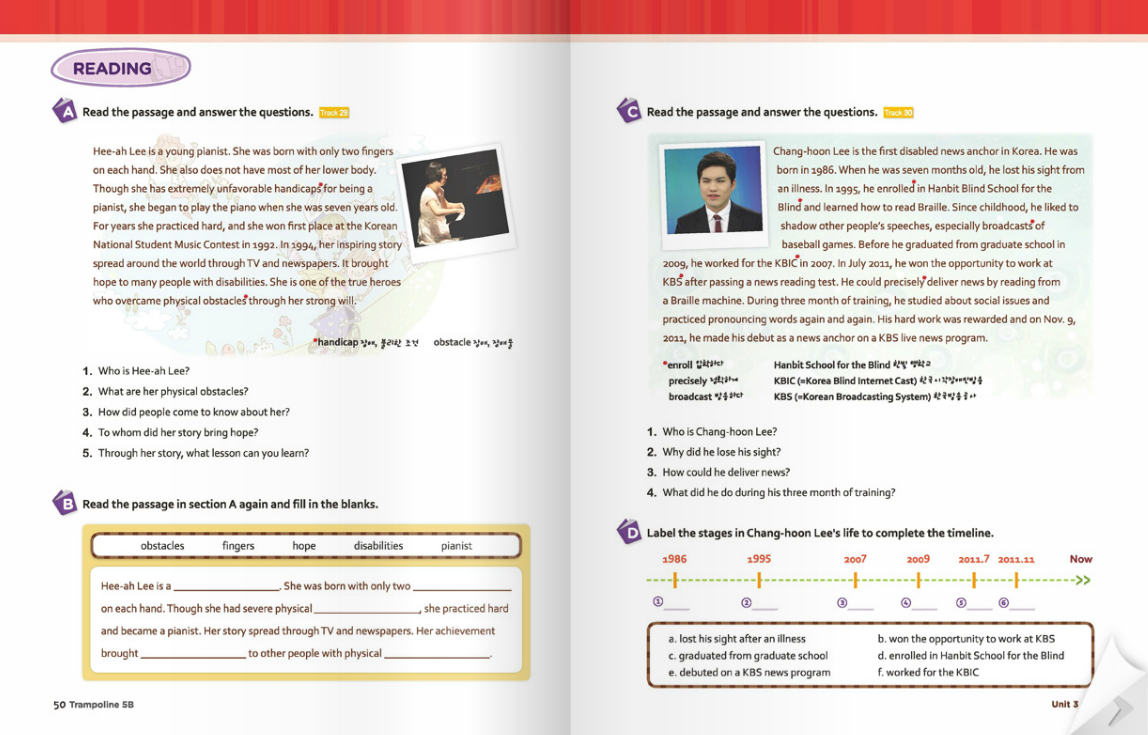 READING
A Read the passage and answer the questions. Track 29
Hee-ah Lee is a young pianist. She was born with only two fingers
on each hand. She also does not have most of her lower body.
Though she has extremely unfavorable handicaps* for being a
pianist, she began to play the piano when she was seven years old.
For years she practiced hard, and she won first place at the Korean
National Student Music Contest in 1992. In 1994, her inspiring story
spread around the world through TV and newspapers. It brought
hope to many people with disabilities. She is one of the true heroes
who overcame physical obstacles* through her strong will.
*handicap 장애, 불리한 조건 obstacle 장애, 장애물
1. Who is Hee-ah Lee?
2. What are her physical obstacles?
3. How did people come to know about her?
4. To whom did her story bring hope?
5. Through her story, what lesson can you learn?
B Read the passage in section A again and fill in the blanks.
obstacles fingers hope disabilities pianist
Hee-ah Lee is a ____. She was born with only two ____
on each hand. Though she had severe physical ____, she practiced hard
and became a pianist. Her story spread through TV and newspapers. Her achievement
brought ____ to other people with physical ____.
50 Trampoline 5B
C Read the passage and answer the questions. Track 30
Chang-hoon Lee is the first disabled news anchor in Korea. He was
born in 1986. When he was seven months old, he lost his sight from
an illness. In 1995, he enrolled* in Hanbit Blind School for the
Blind* and learned how to read Braille. Since childhood, he liked to
shadow other people's speeches, especially broadcasts* of
baseball games. Before he graduated from graduate school in
2009, he worked for the KBIC* in 2007. In July 2011, he won the opportunity to work at
KBS* after passing a news reading test. He could precisely* deliver news by reading from
a Braille machine. During three month of training, he studied about social issues and
practiced pronouncing words again and again. His hard work was rewarded and on Nov. 9,
2011, he made his debut as a news anchor on a KBS live news program.
*enroll 입학하다 Hanbit School for the Blind 한빛 맹학교
precisely 정확하게 KBIC (=Korea Blind Internet Cast) 한국시각장애인방송
broadcast 방송하다 KBS (=Korean Broadcasting System) 한국방송공사
1. Who is Chang-hoon Lee?
2. Why did he lose his sight?
3. How could he deliver news?
4. What did he do during his three month of training?
D Label the stages in Chang-hoon Lee's life to complete the timeline.
1986 1995 2007 2009 2011.7 2011.11 Now
① ____ ② ____ ③ ____ ④ ____ ⑤ ____ ⑥ ____
a. lost his sight after an illness b. won the opportunity to work at KBS
c. graduated from graduate school d. enrolled in Hanbit School for the Blind
e. debuted on a KBS news program f. worked for the KBIC
Unit 3